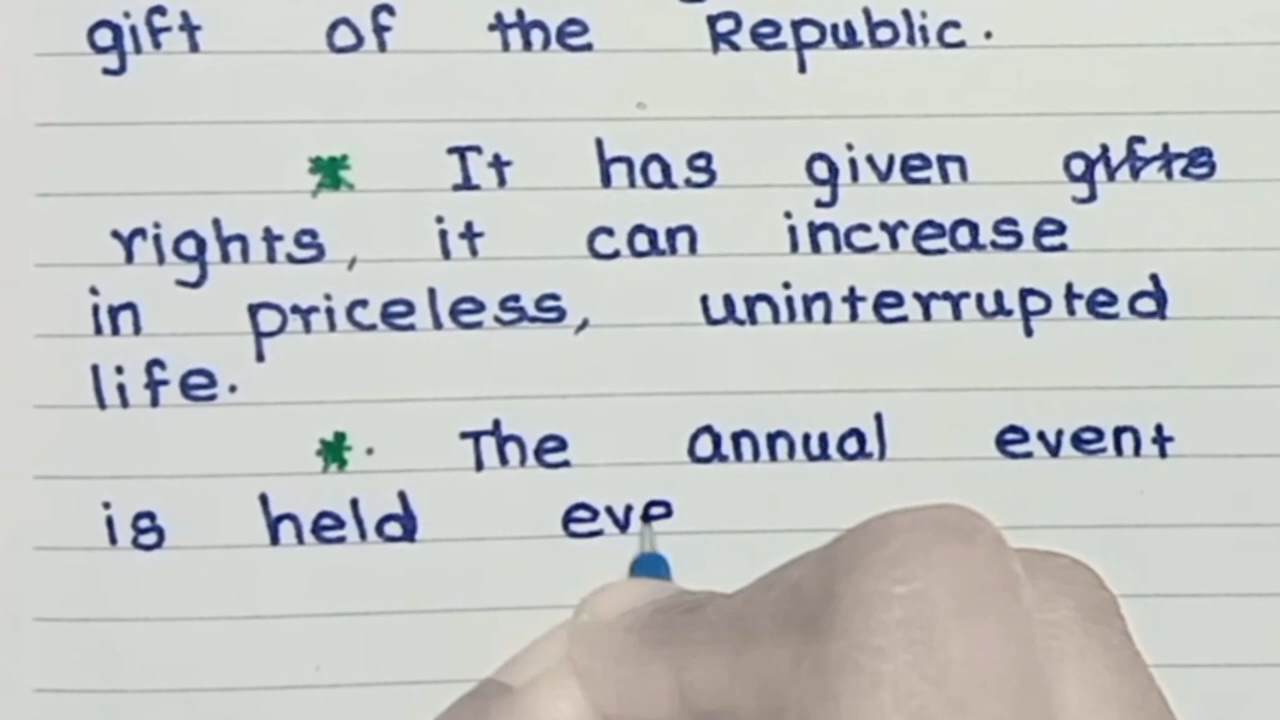 gift of the Republic.
* It has given gifts
rights, it can increase
in priceless, uninterrupted
life.
*. The annual event
is held eve